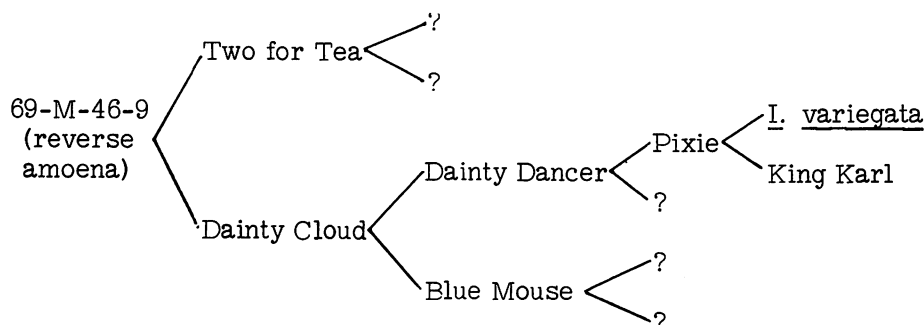 ?
Two for Tea
?
69-M-46-9
(reverse
amoena)
I. variegata
Pixie
King Karl
Dainty Dancer
?
Dainty Cloud
?
Blue Mouse
?